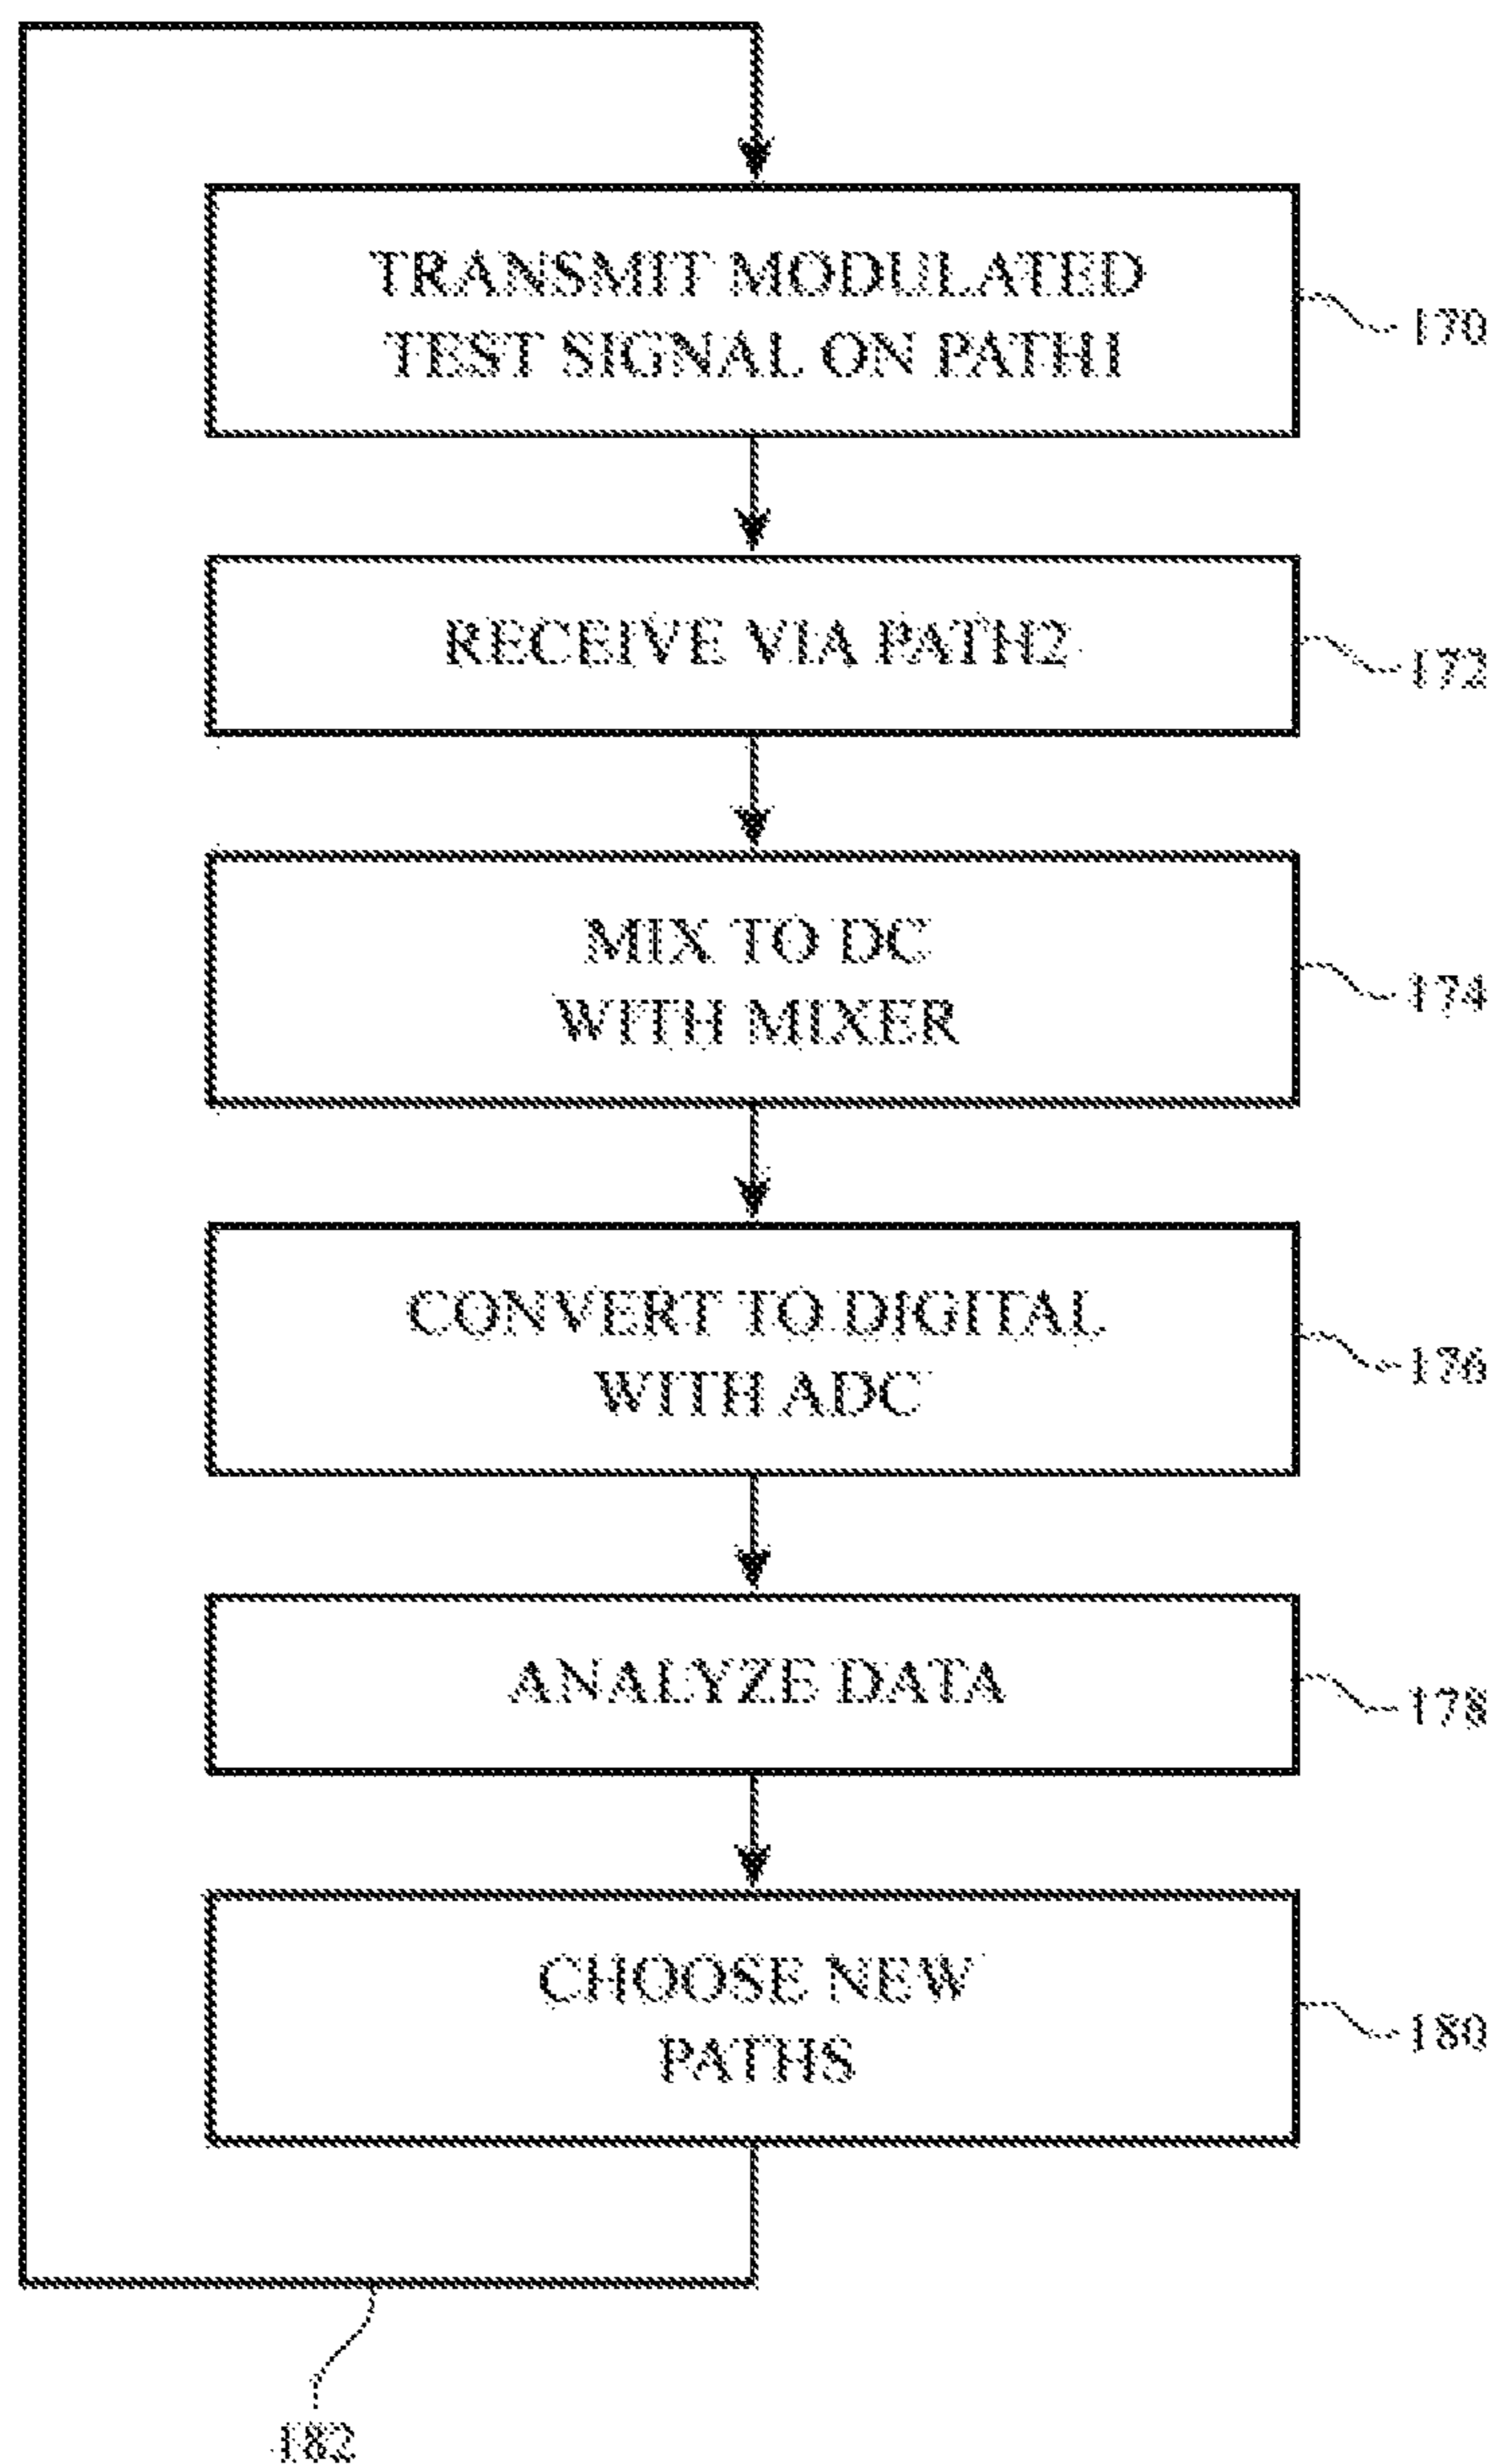 TRANSMIT MODULATED
TEST SIGNAL ON PATH1
170
RECEIVE VIA PATH2
172
MIX TO DC
WITH MIXER
174
CONVERT TO DIGITAL
WITH ADC
176
ANALYZE DATA
178
CHOOSE NEW
PATHS
180
182